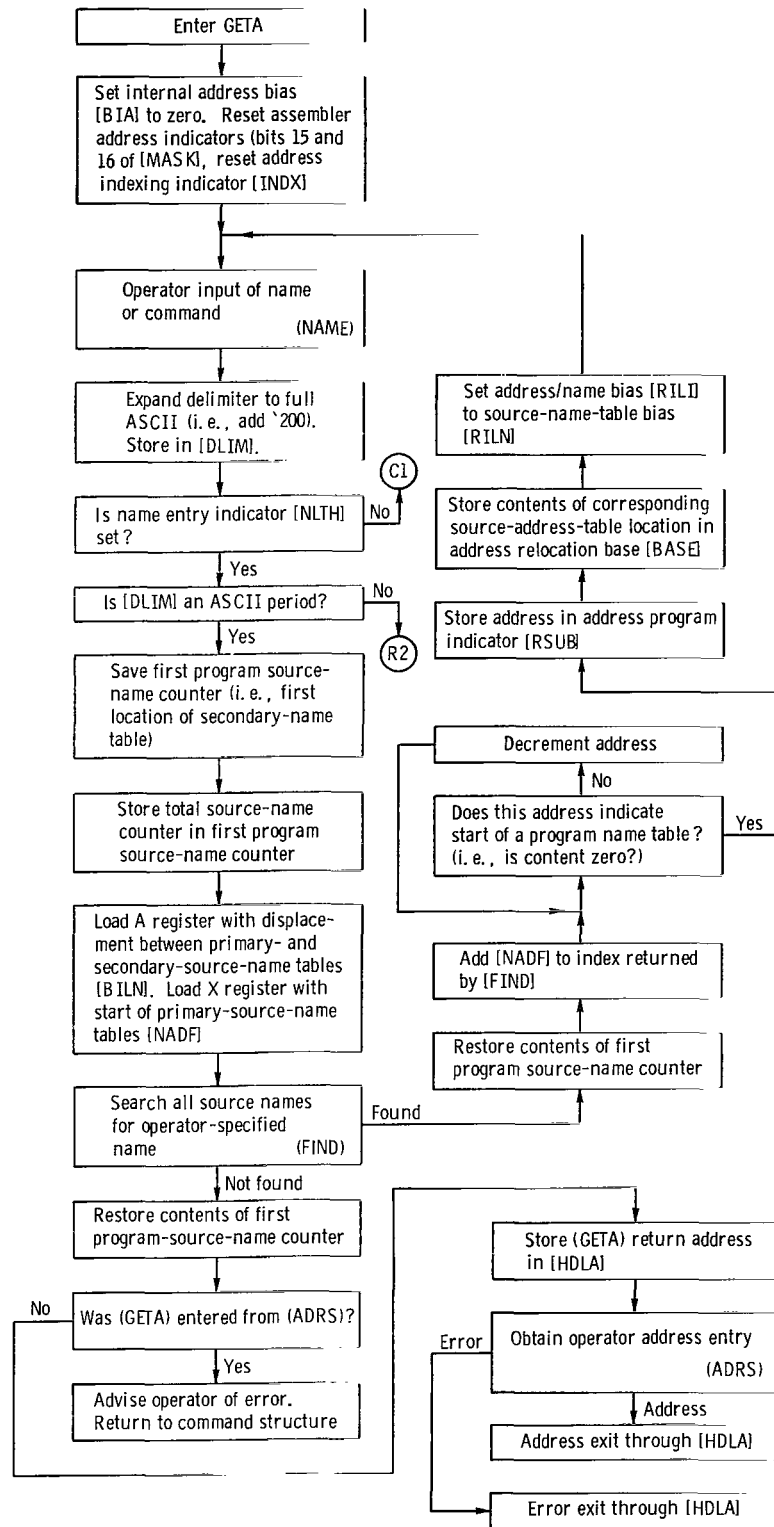 Enter GETA
Set internal address bias
[BIA] to zero. Reset assembler
address indicators (bits 15 and
16 of [MASK], reset address
indexing indicator [INDX]
Operator input of name
or command
(NAME)
Expand delimiter to full
ASCII (i.e., add `200).
Store in [DLIM].
C1
Is name entry indicator [NLTH]
set?
No
Yes
Is [DLIM] an ASCII period?
No
Yes
R2
Save first program source-
name counter (i.e., first
location of secondary-name
table)
Store total source-name
counter in first program
source-name counter
Load A register with displace-
ment between primary- and
secondary-source-name tables
[BILN]. Load X register with
start of primary-source-name
tables [NADF]
Search all source names
for operator-specified
name
(FIND)
Found
Not found
Restore contents of first
program-source-name counter
No
Was (GETA) entered from (ADRS)?
Yes
Advise operator of error.
Return to command structure
Set address/name bias [RILI]
to source-name-table bias
[RILN]
Store contents of corresponding
source-address-table location in
address relocation base [BASE]
Store address in address program
indicator [RSUB]
Decrement address
No
Does this address indicate
start of a program name table?
(i.e., is content zero?)
Yes
Add [NADF] to index returned
by [FIND]
Restore contents of first
program source-name counter
Store (GETA) return address
in [HDLA]
Error
Obtain operator address entry
(ADRS)
Address
Address exit through [HDLA]
Error exit through [HDLA]